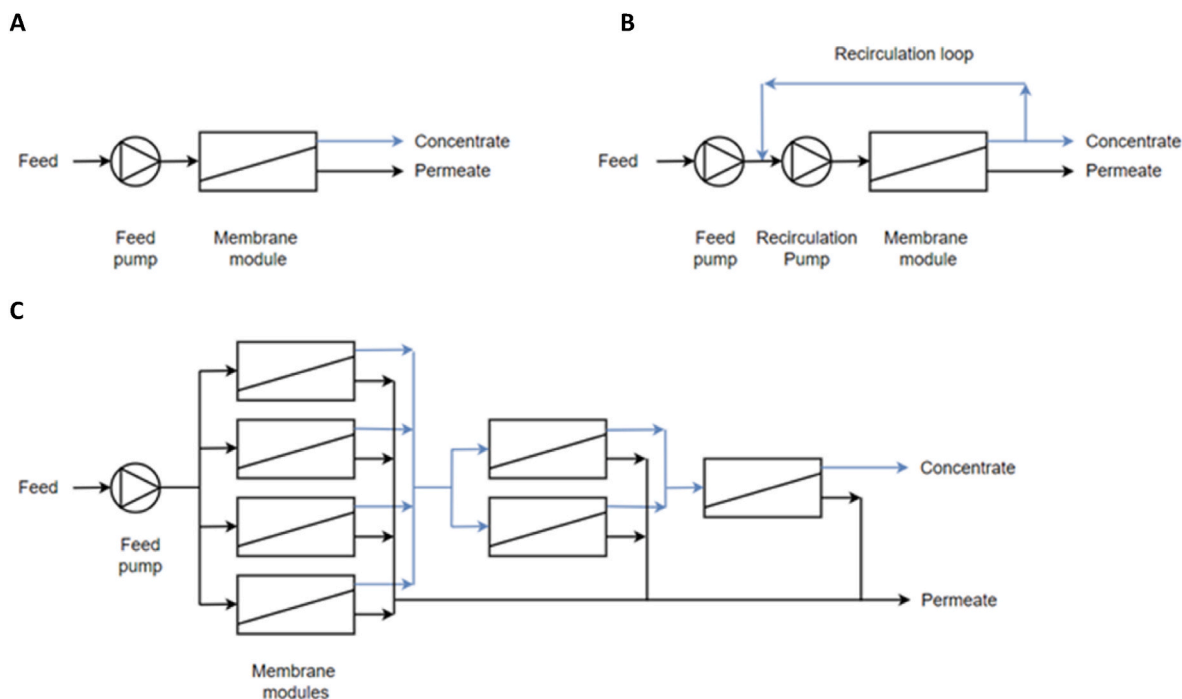 A
Feed
Concentrate
Permeate
Feed
pump
Membrane
module
B
Recirculation loop
Feed
Concentrate
Permeate
Feed
pump
Recirculation
Pump
Membrane
module
C
Feed
Feed
pump
Concentrate
Permeate
Membrane
modules